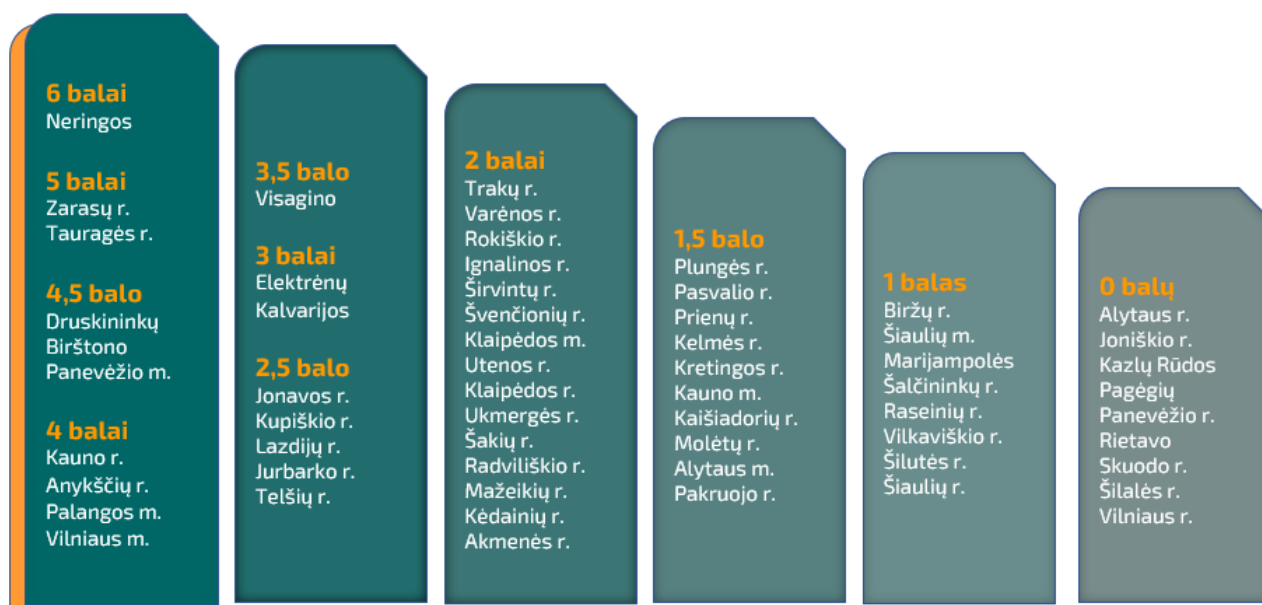 6 balai
Neringos
5 balai
Zarasų r.
Tauragės r.
4,5 balo
Druskininkų
Birštono
Panevėžio m.
4 balai
Kauno r.
Anykščių r.
Palangos m.
Vilniaus m.
3,5 balo
Visagino
3 balai
Elektrėnų
Kalvarijos
2,5 balo
Jonavos r.
Kupiškio r.
Lazdijų r.
Jurbarko r.
Telšių r.
2 balai
Trakų r.
Varėnos r.
Rokiškio r.
Ignalinos r.
Širvintų r.
Švenčionių r.
Klaipėdos m.
Utenos r.
Klaipėdos r.
Ukmergės r.
Šakių r.
Radviliškio r.
Mažeikių r.
Kėdainių r.
Akmenės r.
1,5 balo
Plungės r.
Pasvalio r.
Prienų r.
Kelmės r.
Kretingos r.
Kauno m.
Kaišiadorių r.
Molėtų r.
Alytaus m.
Pakruojo r.
1 balas
Biržų r.
Šiaulių m.
Marijampolės
Šalčininkų r.
Raseinių r.
Vilkaviškio r.
Šilutės r.
Šiaulių r.
0 balų
Alytaus r.
Joniškio r.
Kazlų Rūdos
Pagėgių
Panevėžio r.
Rietavo
Skuodo r.
Šilalės r.
Vilniaus r.